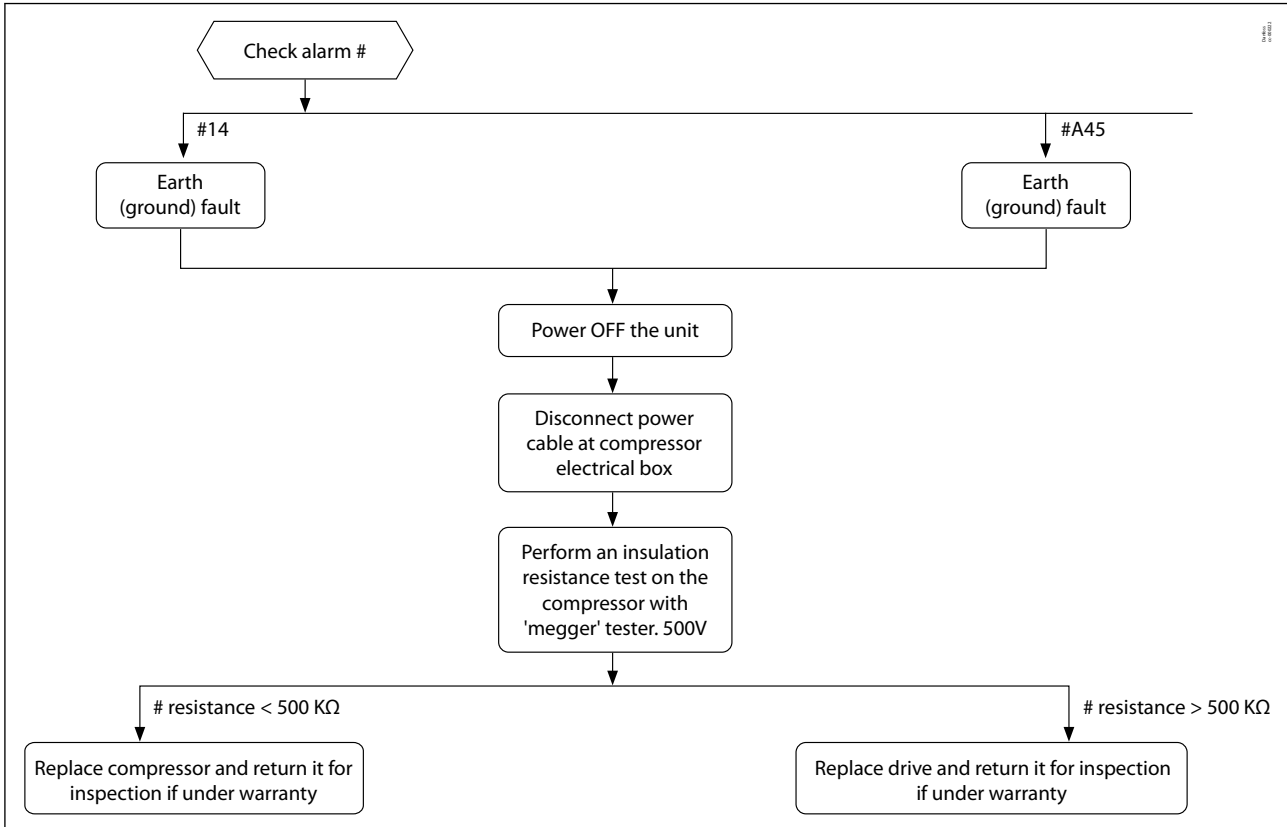 Check alarm #
#14
#A45
Earth
(ground) fault
Earth
(ground) fault
Power OFF the unit
Disconnect power
cable at compressor
electrical box
Perform an insulation
resistance test on the
compressor with
'megger' tester. 500V
# resistance < 500 KΩ
# resistance > 500 KΩ
Replace compressor and return it for
inspection if under warranty
Replace drive and return it for inspection
if under warranty